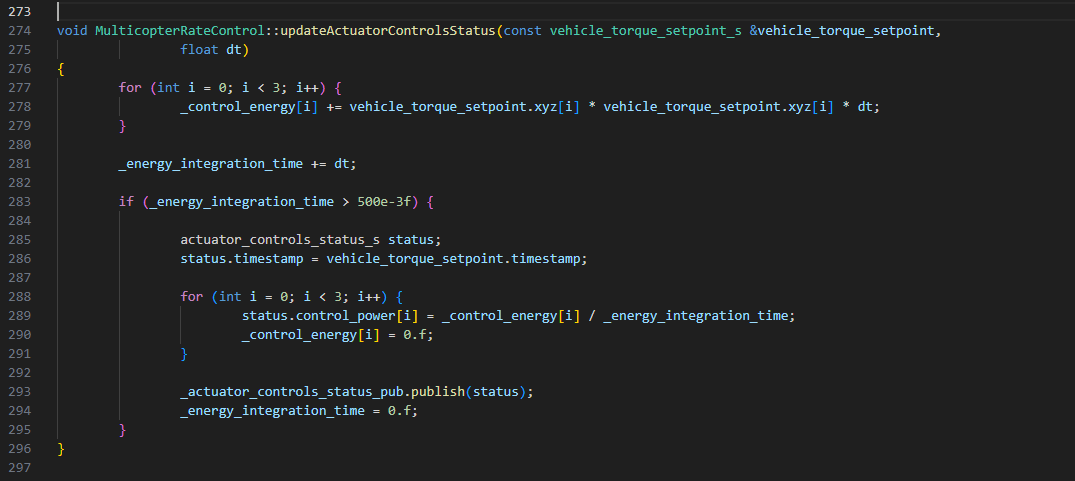 273
274 void MulticopterRateControl::updateActuatorControlsStatus(const vehicle_torque_setpoint_s &vehicle_torque_setpoint,
275 float dt)
276 {
277 for (int i = 0; i < 3; i++) {
278 _control_energy[i] += vehicle_torque_setpoint.xyz[i] * vehicle_torque_setpoint.xyz[i] * dt;
279 }
280
281 _energy_integration_time += dt;
282
283 if (_energy_integration_time > 500e-3f) {
284
285 actuator_controls_status_s status;
286 status.timestamp = vehicle_torque_setpoint.timestamp;
287
288 for (int i = 0; i < 3; i++) {
289 status.control_power[i] = _control_energy[i] / _energy_integration_time;
290 _control_energy[i] = 0.f;
291 }
292
293 _actuator_controls_status_pub.publish(status);
294 _energy_integration_time = 0.f;
295 }
296 }
297